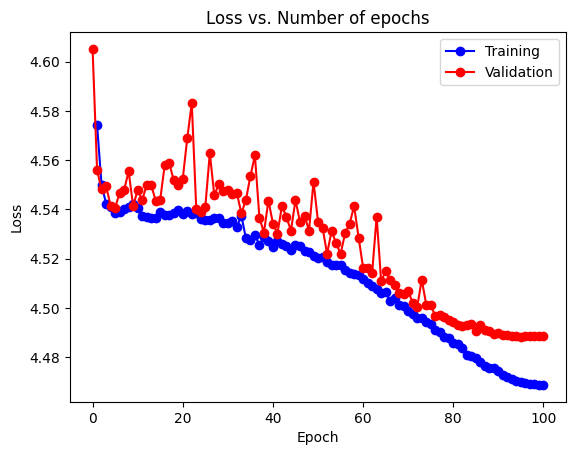 Loss vs. Number of epochs
Training
Validation
4.60
4.58
4.56
4.54
4.52
4.50
4.48
Loss
0 20 40 60 80 100
Epoch